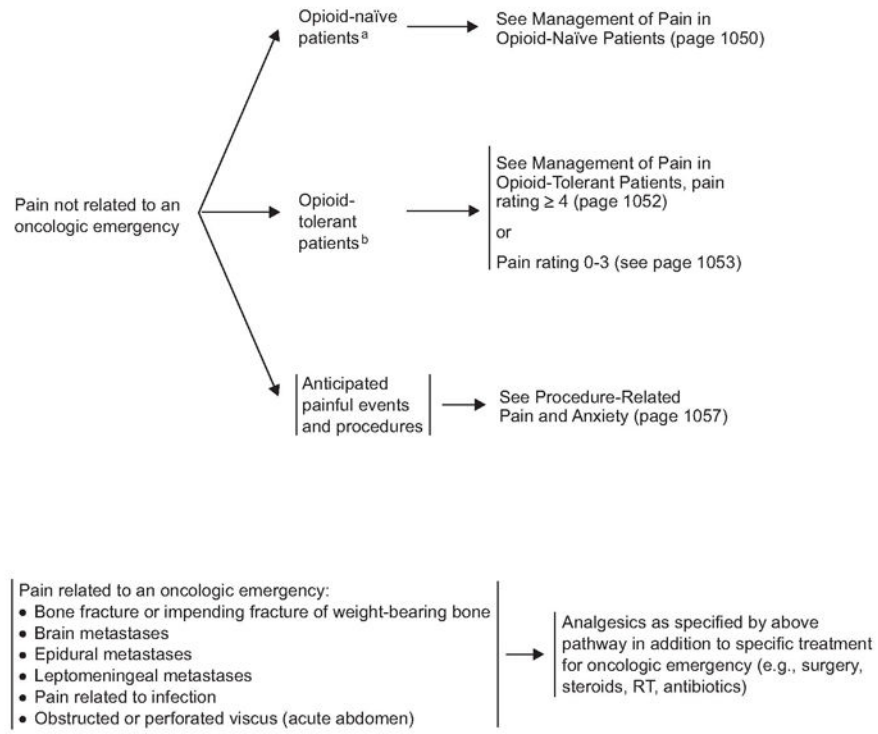 Opioid-naïve
patientsᵃ
See Management of Pain in
Opioid-Naïve Patients (page 1050)
Pain not related to an
oncologic emergency
Opioid-
tolerant
patientsᵇ
See Management of Pain in
Opioid-Tolerant Patients, pain
rating ≥ 4 (page 1052)
or
Pain rating 0-3 (see page 1053)
Anticipated
painful events
and procedures
See Procedure-Related
Pain and Anxiety (page 1057)
Pain related to an oncologic emergency:
• Bone fracture or impending fracture of weight-bearing bone
• Brain metastases
• Epidural metastases
• Leptomeningeal metastases
• Pain related to infection
• Obstructed or perforated viscus (acute abdomen)
Analgesics as specified by above
pathway in addition to specific treatment
for oncologic emergency (e.g., surgery,
steroids, RT, antibiotics)